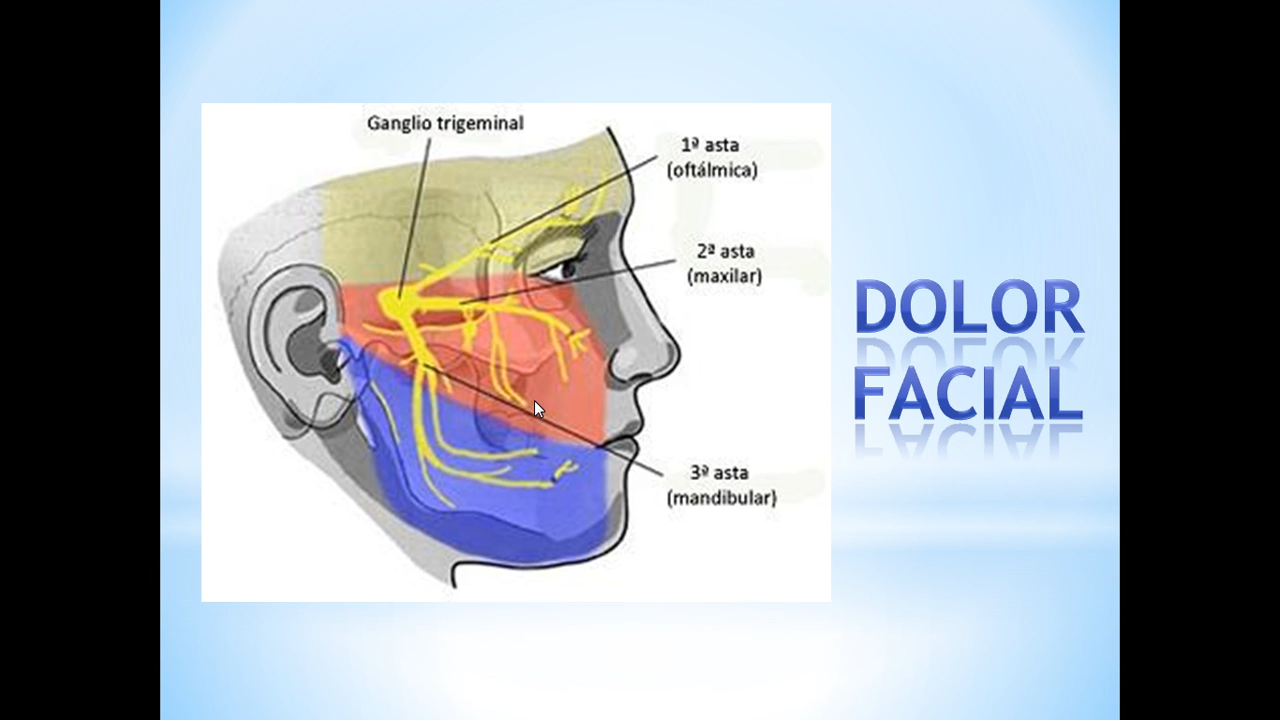 Ganglio trigeminal
1ª asta
(oftálmica)
2ª asta
(maxilar)
3ª asta
(mandibular)
DOLOR
FACIAL